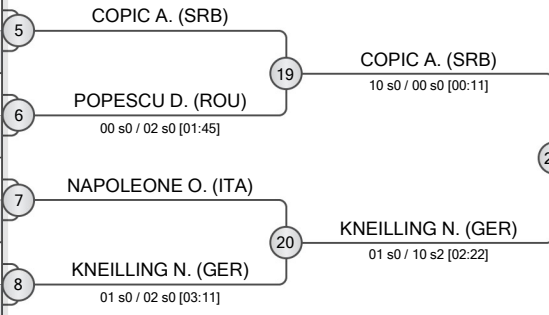 COPIC A. (SRB)
5
19
COPIC A. (SRB)
10 s0 / 00 s0 [00:11]
POPESCU D. (ROU)
6
00 s0 / 02 s0 [01:45]
NAPOLEONE O. (ITA)
7
20
KNEILLING N. (GER)
01 s0 / 10 s2 [02:22]
KNEILLING N. (GER)
8
01 s0 / 02 s0 [03:11]